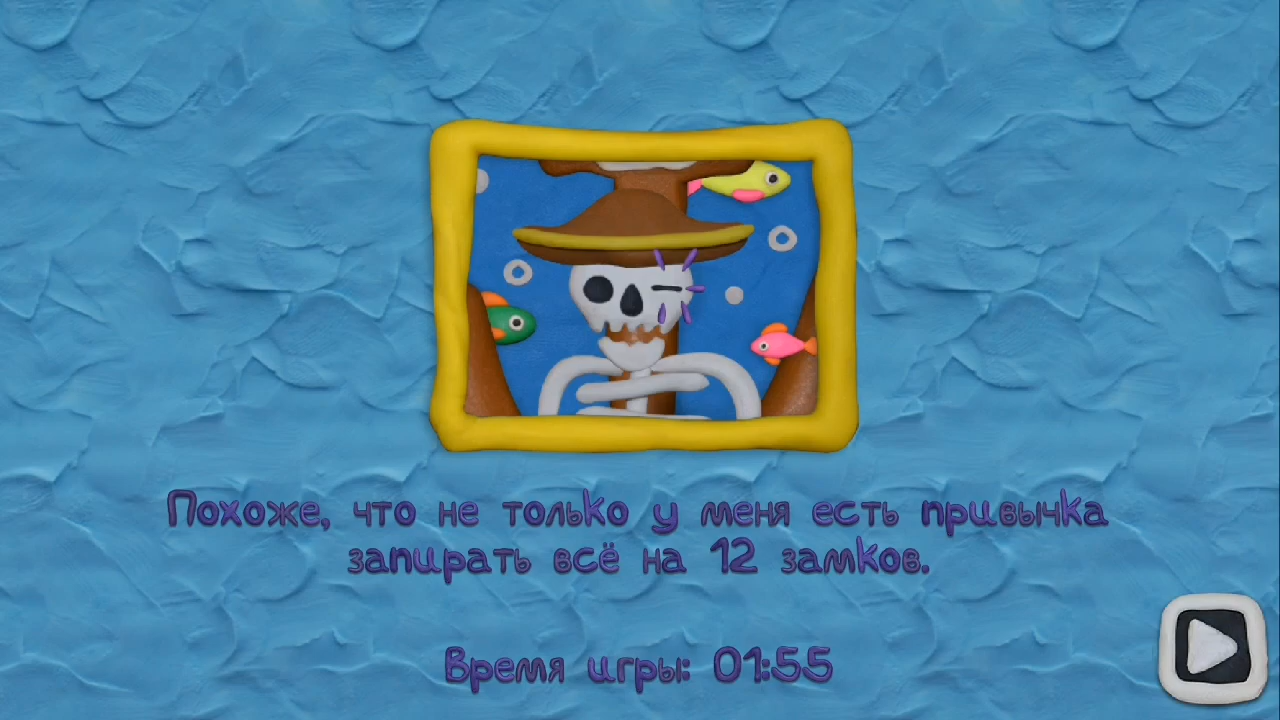 Похоже, что не только у меня есть привычка
запирать всё на 12 замков.
Время игры: 01:55